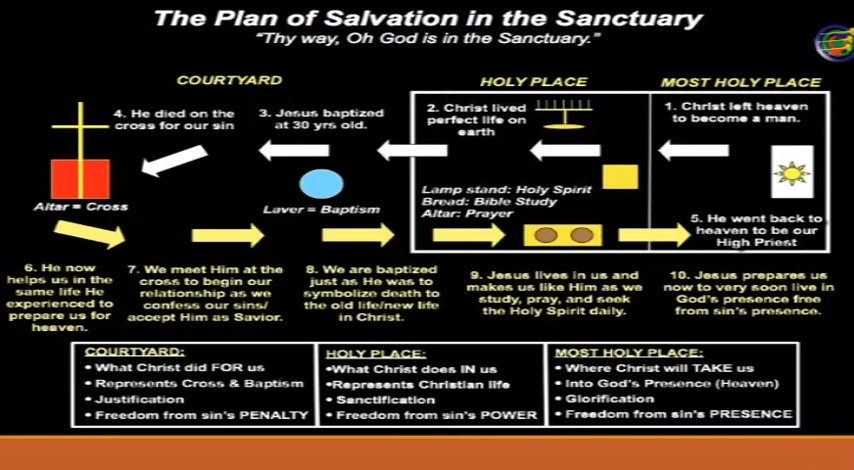 The Plan of Salvation in the Sanctuary
"Thy way, Oh God is in the Sanctuary."
COURTYARD
HOLY PLACE
MOST HOLY PLACE
4. He died on the
cross for our sin
3. Jesus baptized
at 30 yrs old.
2. Christ lived
perfect life on
earth
1. Christ left heaven
to become a man.
Altar = Cross
Laver = Baptism
Lamp stand: Holy Spirit
Bread: Bible Study
Altar: Prayer
5. He went back to
heaven to be our
High Priest
6. He now
helps us in the
same life He
experienced to
prepare us for
heaven.
7. We meet Him at the
cross to begin our
relationship as we
confess our sins/
accept Him as Savior.
8. We are baptized
just as He was to
symbolize death to
the old life/new life
in Christ.
9. Jesus lives in us and
makes us like Him as we
study, pray, and seek
the Holy Spirit daily.
10. Jesus prepares us
now to very soon live in
God's presence free
from sin's presence.
COURTYARD:
• What Christ did FOR us
• Represents Cross & Baptism
• Justification
• Freedom from sin's PENALTY
HOLY PLACE:
•What Christ does IN us
•Represents Christian life
• Sanctification
• Freedom from sin's POWER
MOST HOLY PLACE:
• Where Christ will TAKE us
• Into God's Presence (Heaven)
• Glorification
• Freedom from sin's PRESENCE